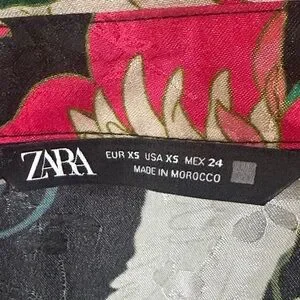 ZARA
EUR XS USA XS MEX 24
MADE IN MOROCCO